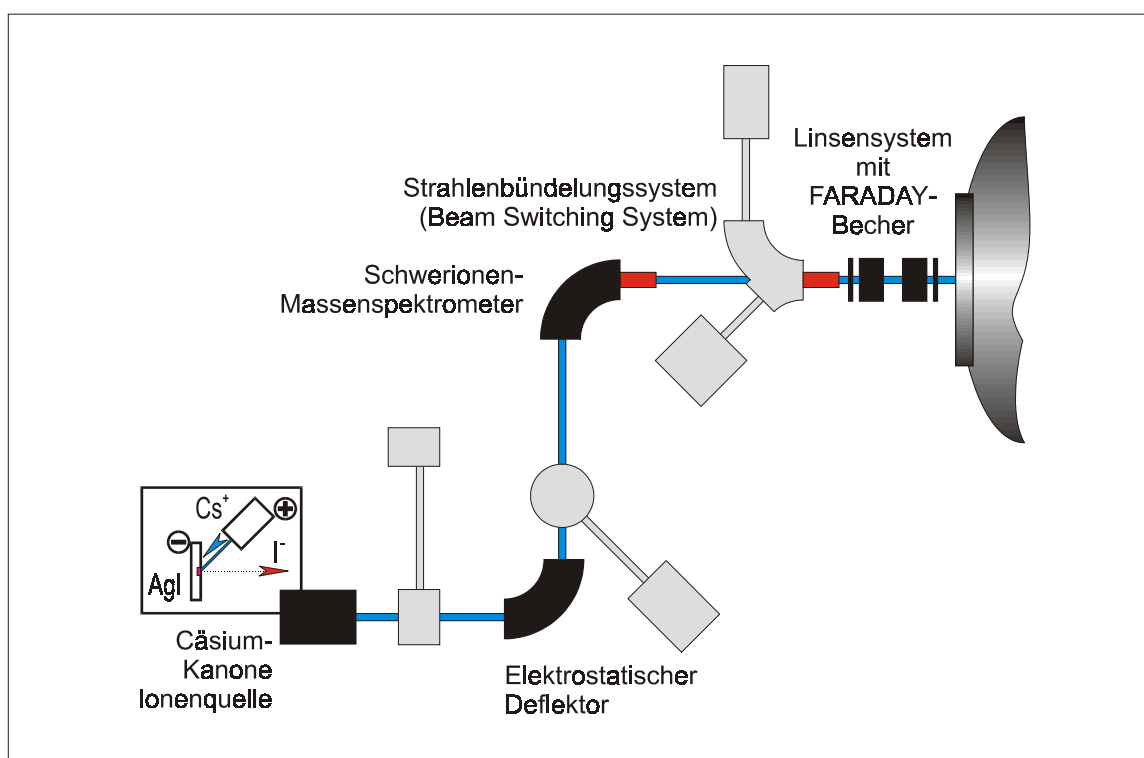 Linsensystem
mit
FARADAY-
Becher
Strahlenbündelungssystem
(Beam Switching System)
Schwerionen-
Massenspektrometer
Cs+
+
−
I-
AgI
Cäsium-
Kanone
Ionenquelle
Elektrostatischer
Deflektor